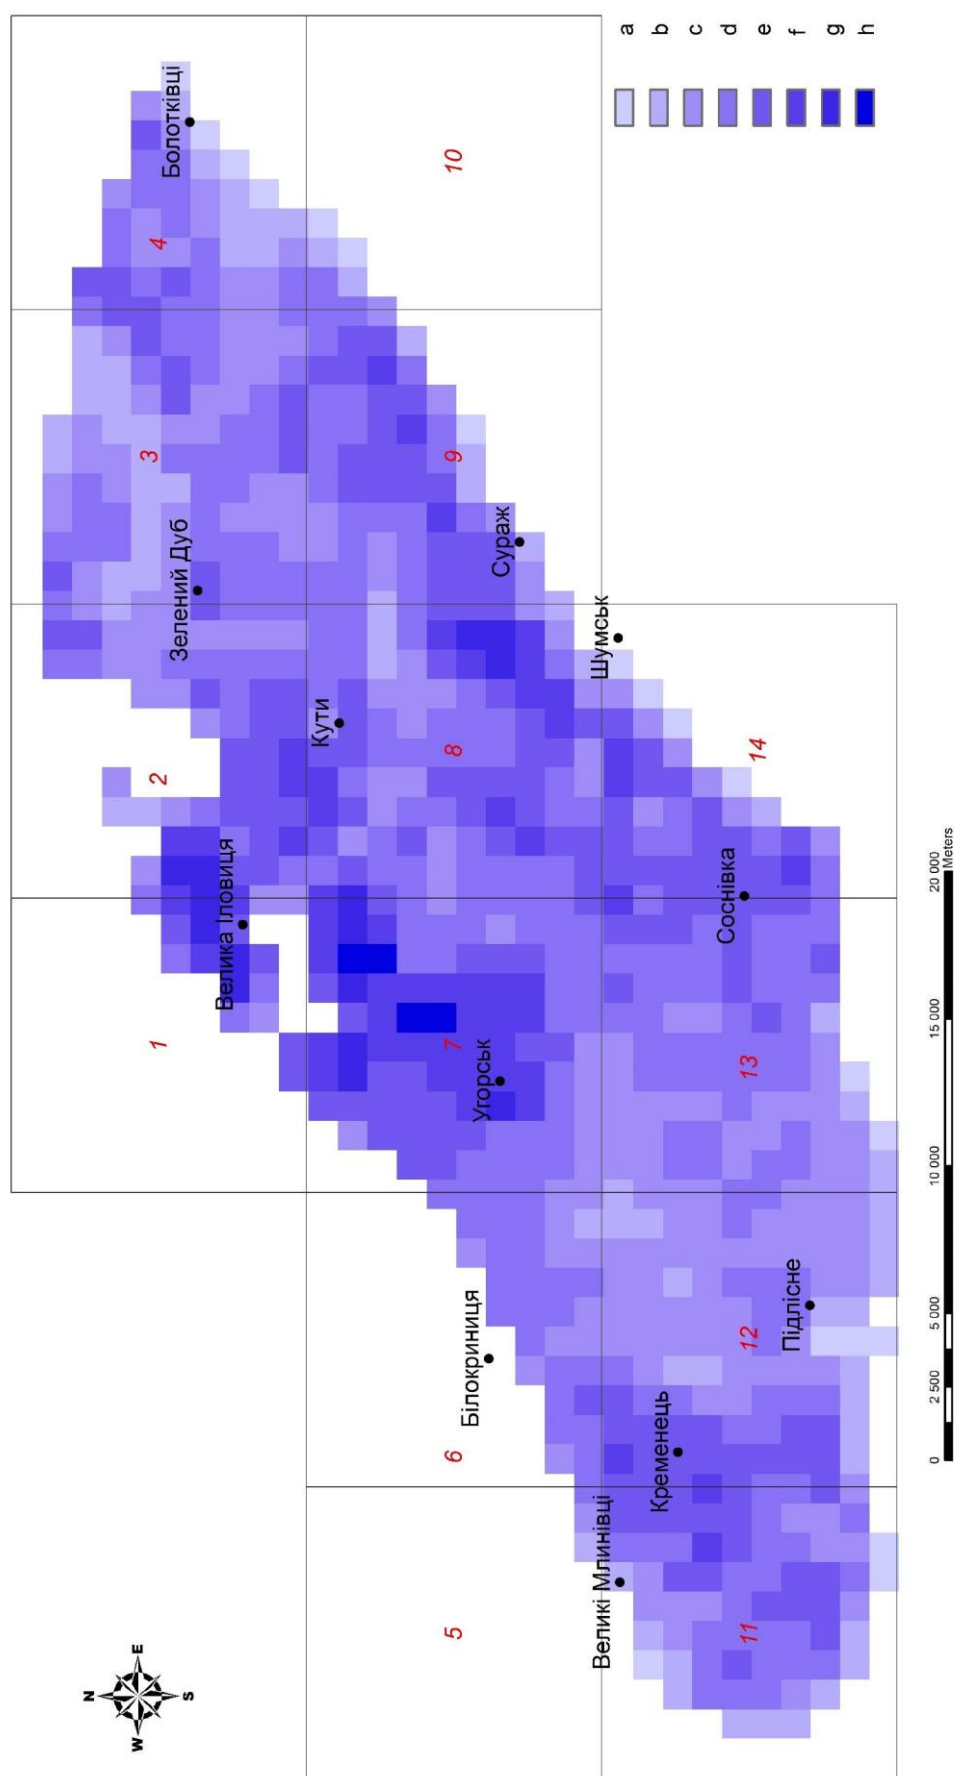 N
W
E
S
1
2
3
4
5
6
7
8
9
10
11
12
13
14
Болотківці
Зелений Дуб
Кути
Велика Іловиця
Сураж
Шумськ
Угорськ
Білокриниця
Соснівка
Підлісне
Кременець
Великі Млинівці
a
b
c
d
e
f
g
h
0
2 500
5 000
10 000
15 000
20 000
Meters